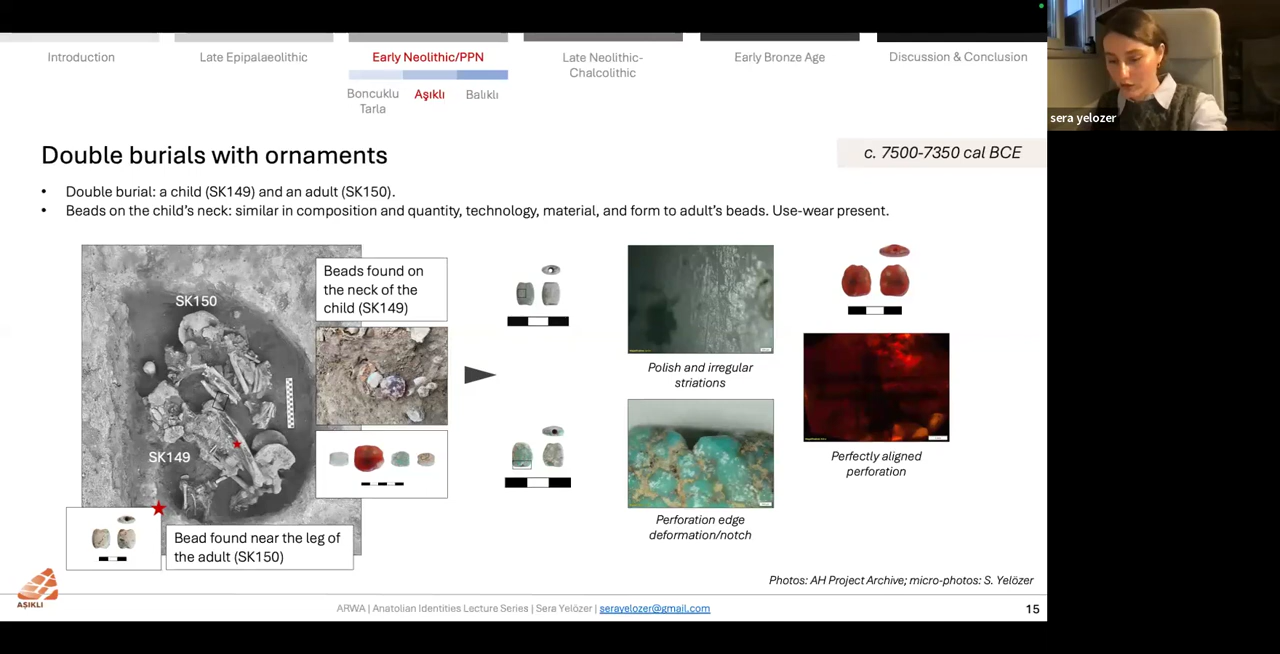 Introduction
Late Epipalaeolithic
Early Neolithic/PPN
Late Neolithic-
Chalcolithic
Early Bronze Age
Discussion & Conclusion
Boncuklu
Tarla
Aşıklı
Balıklı
sera yelozer
Double burials with ornaments
c. 7500-7350 cal BCE
• Double burial: a child (SK149) and an adult (SK150).
• Beads on the child’s neck: similar in composition and quantity, technology, material, and form to adult’s beads. Use-wear present.
SK150
SK149
Beads found on
the neck of the
child (SK149)
Bead found near the leg of
the adult (SK150)
Polish and irregular
striations
Perforation edge
deformation/notch
Perfectly aligned
perforation
Photos: AH Project Archive; micro-photos: S. Yelözer
AŞIKLI
ARWA | Anatolian Identities Lecture Series | Sera Yelözer | serayelozer@gmail.com
15